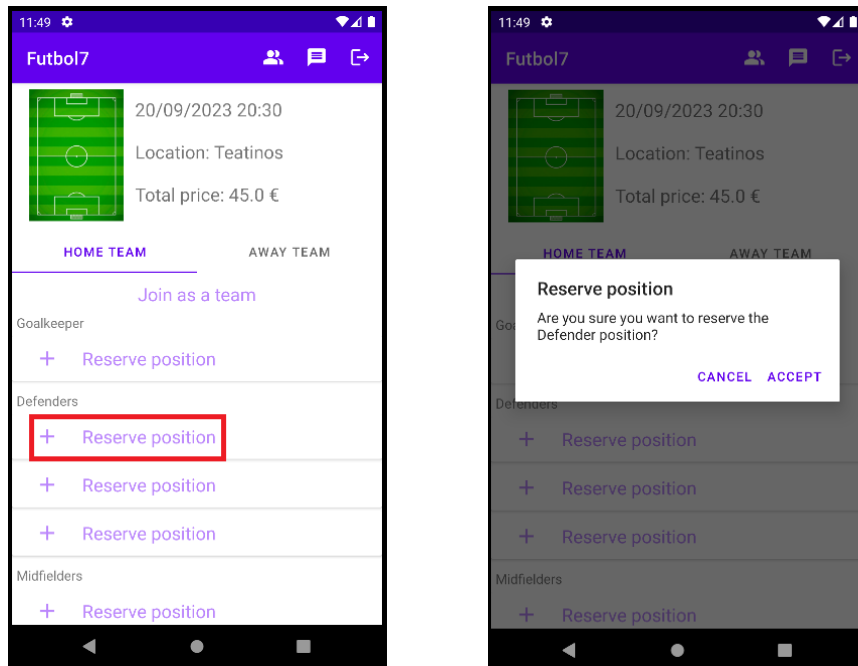 11:49
Futbol7
20/09/2023 20:30
Location: Teatinos
Total price: 45.0 €
HOME TEAM AWAY TEAM
Join as a team
Goalkeeper
+ Reserve position
Defenders
+ Reserve position
+ Reserve position
+ Reserve position
Midfielders
+ Reserve position
11:49
Futbol7
20/09/2023 20:30
Location: Teatinos
Total price: 45.0 €
HOME TEAM AWAY TEAM
Reserve position
Are you sure you want to reserve the
Defender position?
CANCEL ACCEPT
Goa
Defenders
+ Reserve position
+ Reserve position
+ Reserve position
Midfielders
+ Reserve position